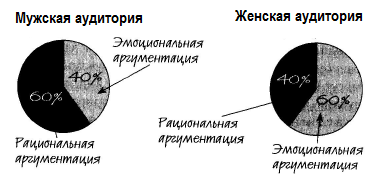 Мужская аудитория
Эмоциональная
аргументация
40%
60%
Рациональная
аргументация
Женская аудитория
40%
60%
Рациональная
аргументация
Эмоциональная
аргументация